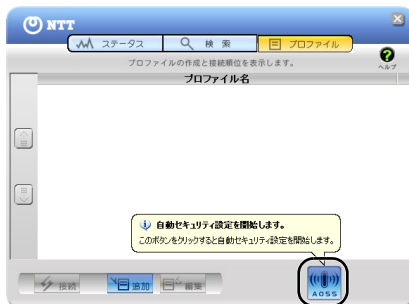 NTT
ステータス
検 索
プロファイル
プロファイルの作成と接続順位を表示します。
ヘルプ
プロファイル名
自動セキュリティ設定を開始します。
このボタンをクリックすると自動セキュリティ設定を開始します。
接続
追加
編集
AOSS